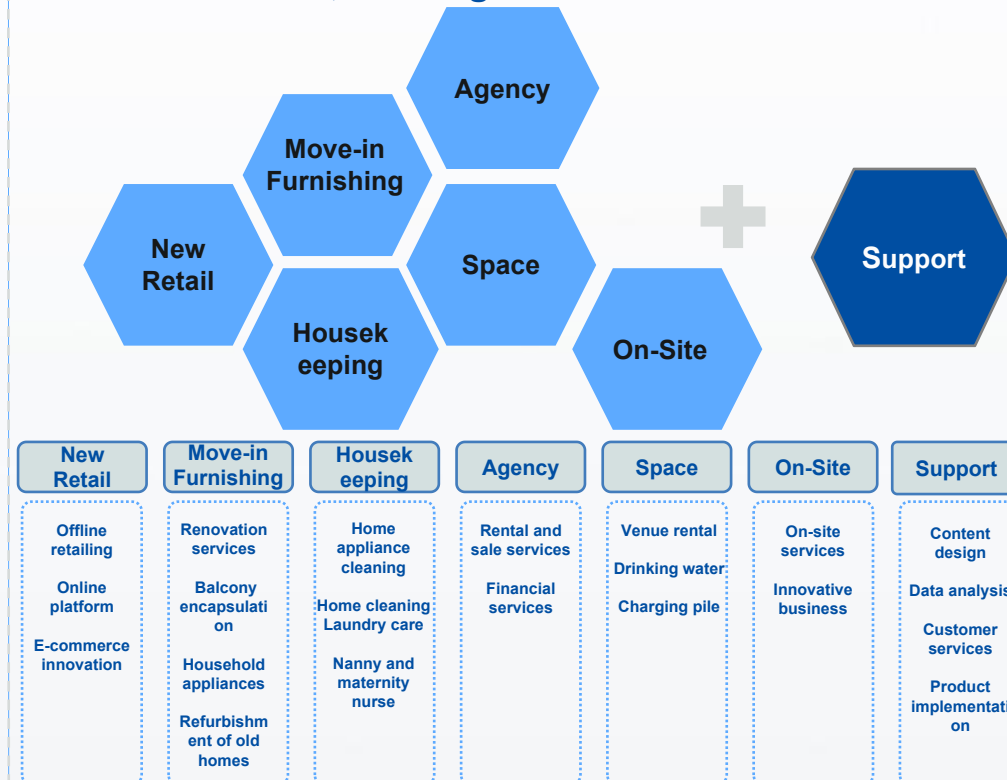 Agency
Move-in
Furnishing
New
Retail
Space
Support
Housek
eeping
On-Site
New
Retail
Move-in
Furnishing
Housek
eeping
Agency
Space
On-Site
Support
Offline
retailing
Online
platform
E-commerce
innovation
Renovation
services
Balcony
encapsulati
on
Household
appliances
Refurbishm
ent of old
homes
Home
appliance
cleaning
Home cleaning
Laundry care
Nanny and
maternity
nurse
Rental and
sale services
Financial
services
Venue rental
Drinking water
Charging pile
On-site
services
Innovative
business
Content
design
Data analysis
Customer
services
Product
implementati
on